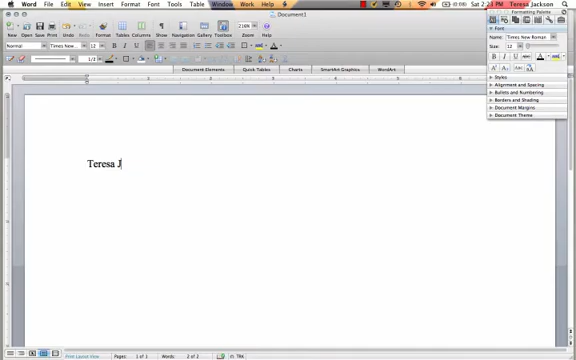 Word File Edit View Insert Format Font Tools Table Window Work Help Sat 2:23 PM Teresa Jackson
Document1
Formatting Palette
New Open Save Print Undo Redo Format Tables Columns Show Navigation Gallery Toolbox Zoom Help
216%
Font
Name: Times New Roman
Size: 12
Normal Times New... 12
Document Elements Quick Tables Charts SmartArt Graphics WordArt
Styles
Alignment and Spacing
Bullets and Numbering
Borders and Shading
Document Margins
Document Theme
Teresa J
Print Layout View Pages: 1 of 1 Words: 2 of 2 TRK